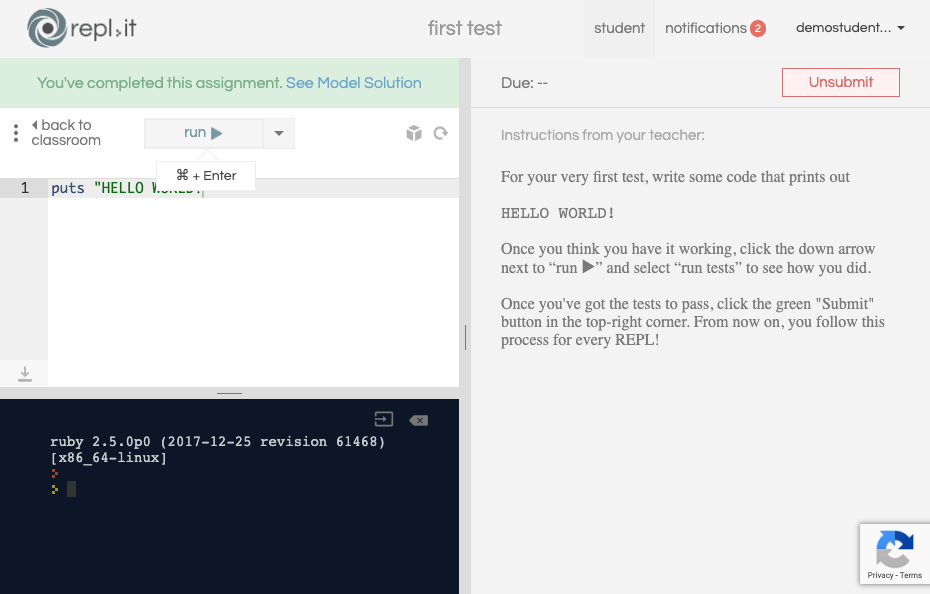 repl.it
first test
student
notifications 2
demostudent...
You've completed this assignment. See Model Solution
Due: --
Unsubmit
back to
classroom
run
⌘ + Enter
1 puts "HELLO
Instructions from your teacher:
For your very first test, write some code that prints out
HELLO WORLD!
Once you think you have it working, click the down arrow
next to “run ▶” and select “run tests” to see how you did.
Once you've got the tests to pass, click the green "Submit"
button in the top-right corner. From now on, you follow this
process for every REPL!
ruby 2.5.0p0 (2017-12-25 revision 61468)
[x86_64-linux]
Privacy - Terms